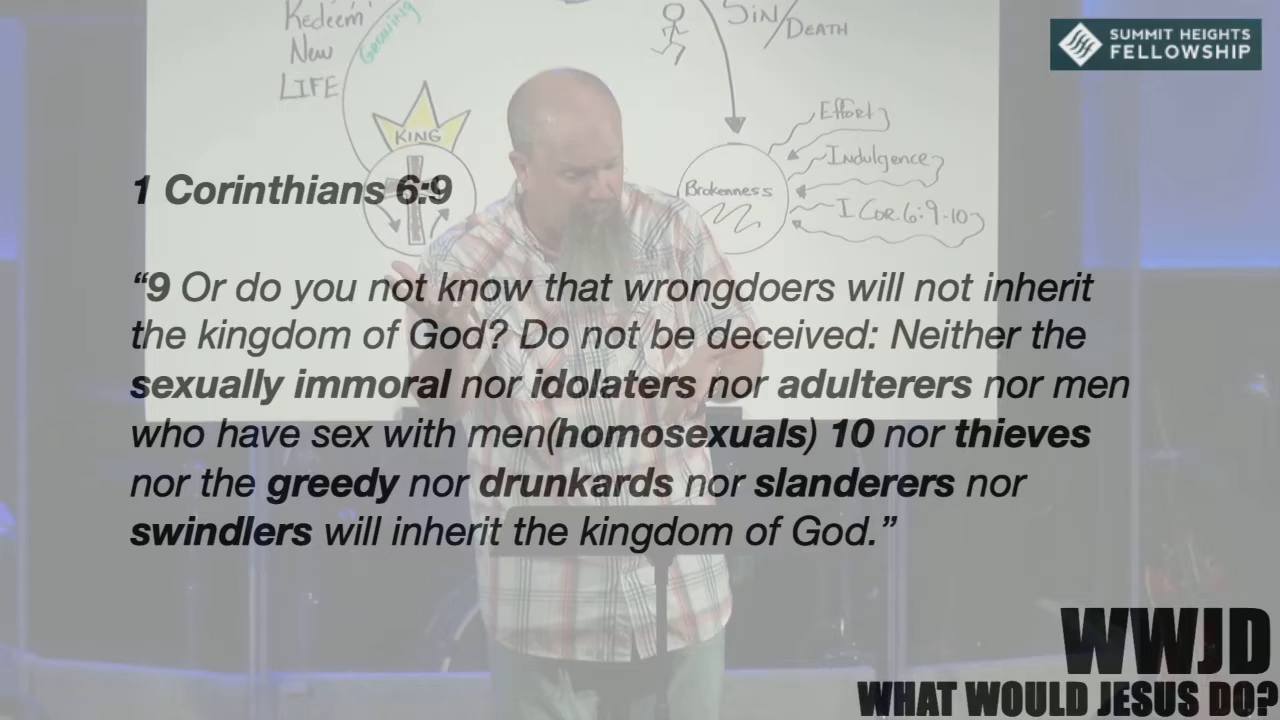 Redeem'
New
LIFE
Growing
SIN/
DEATH
SUMMIT HEIGHTS
FELLOWSHIP
KING
Effort
Indulgence
Brokenness
I COR. 6:9-10
1 Corinthians 6:9
“9 Or do you not know that wrongdoers will not inherit
the kingdom of God? Do not be deceived: Neither the
sexually immoral nor idolaters nor adulterers nor men
who have sex with men(homosexuals) 10 nor thieves
nor the greedy nor drunkards nor slanderers nor
swindlers will inherit the kingdom of God.”
WWJD
WHAT WOULD JESUS DO?